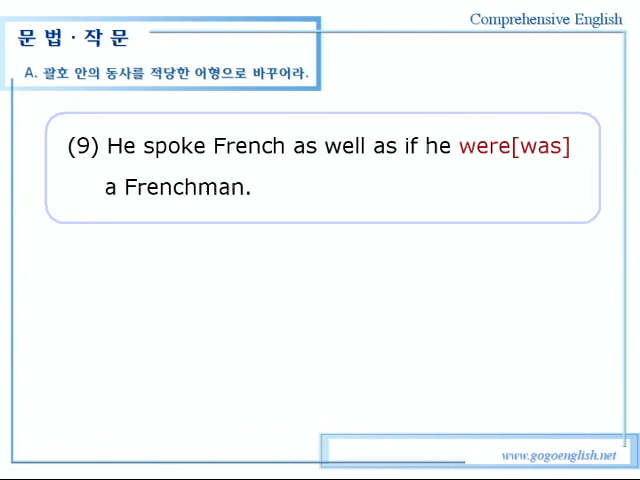 Comprehensive English
문 법 · 작 문
A. 괄호 안의 동사를 적당한 어형으로 바꾸어라.
(9) He spoke French as well as if he were[was]
a Frenchman.
www.gogoenglish.net